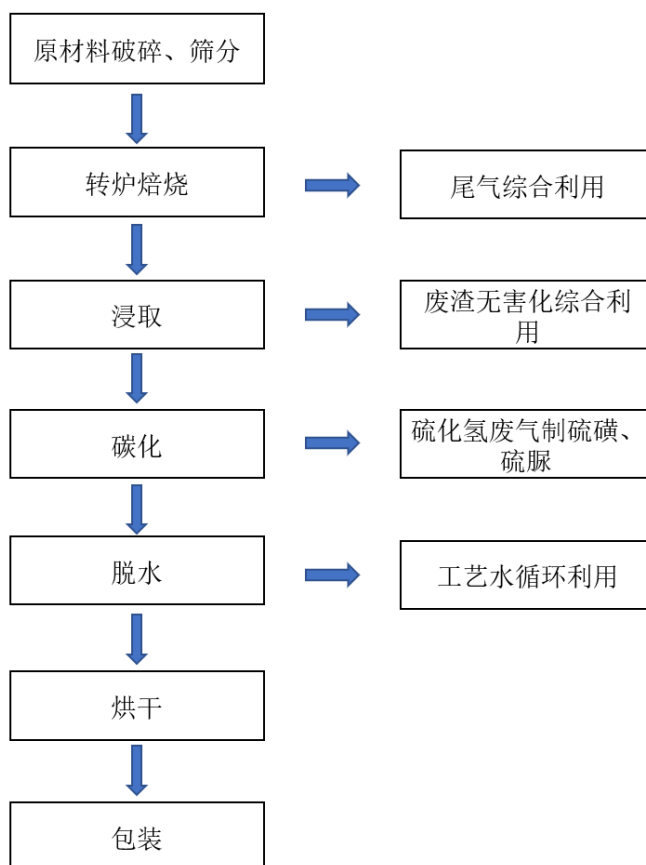 原材料破碎、筛分
转炉焙烧
尾气综合利用
浸取
废渣无害化综合利
用
碳化
硫化氢废气制硫磺、
硫脲
脱水
工艺水循环利用
烘干
包装